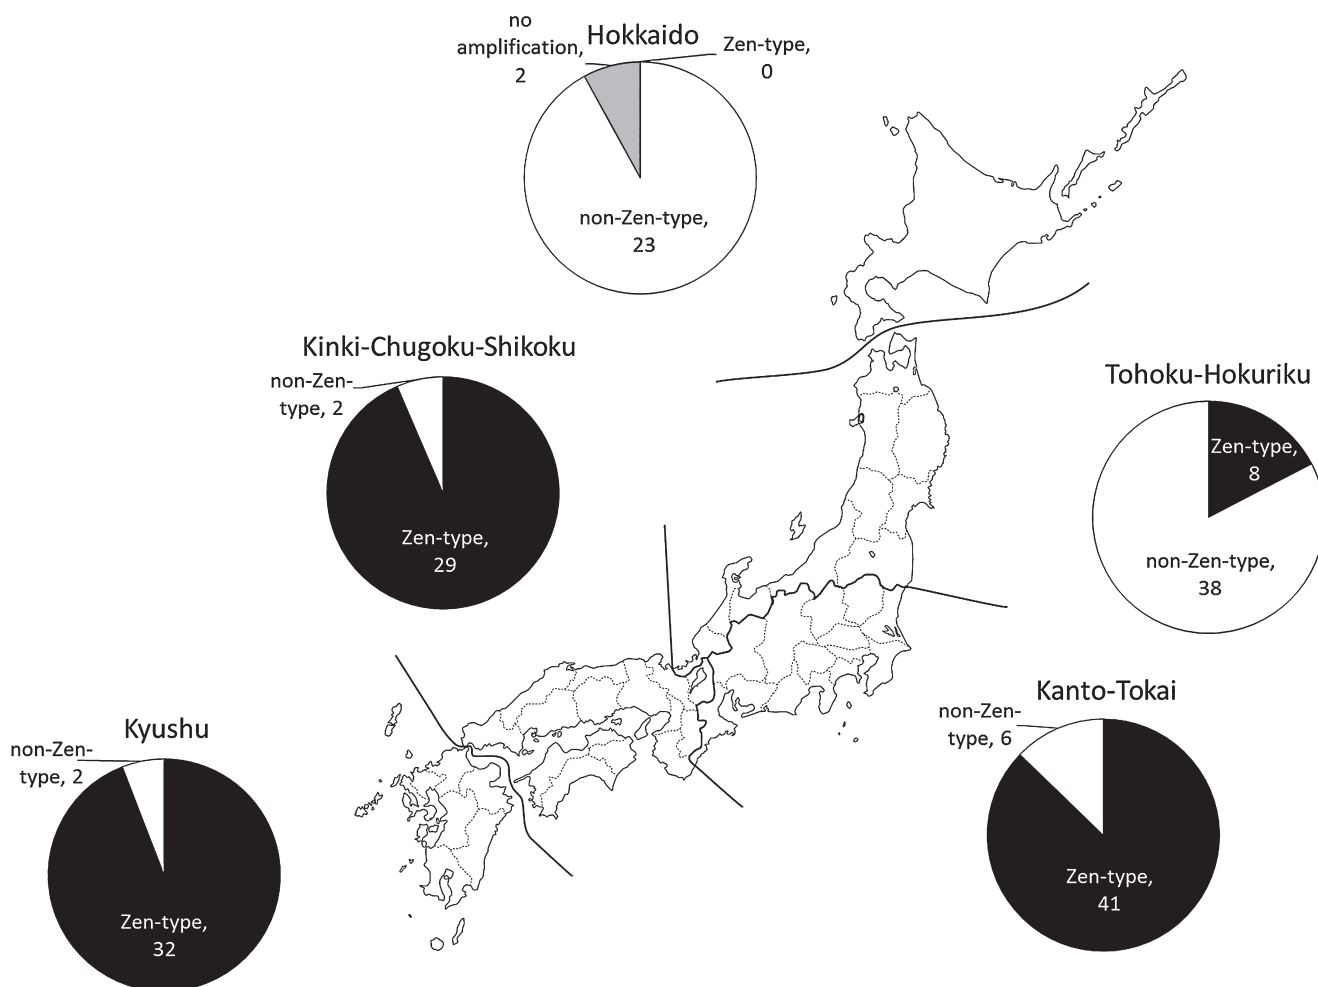 no
amplification,
2
Hokkaido
Zen-type,
0
non-Zen-type,
23
Kinki-Chugoku-Shikoku
non-Zen-
type, 2
Zen-type,
29
Tohoku-Hokuriku
Zen-type,
8
non-Zen-type,
38
Kyushu
non-Zen-
type, 2
Zen-type,
32
Kanto-Tokai
non-Zen-
type, 6
Zen-type,
41